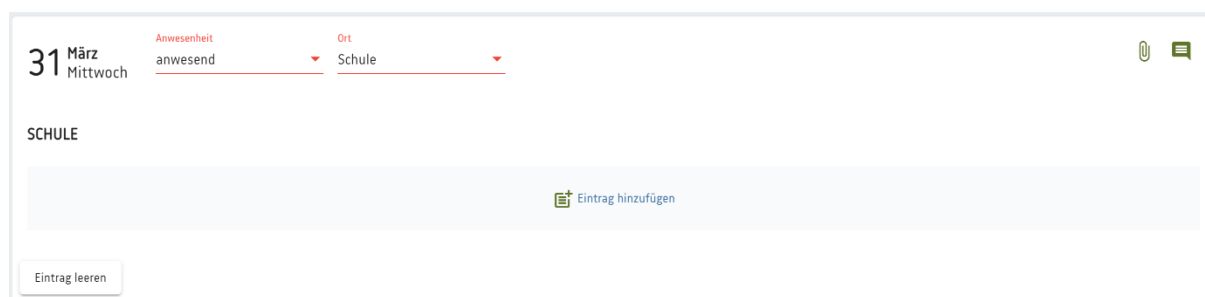 31 März
Mittwoch
Anwesenheit
anwesend
Ort
Schule
SCHULE
Eintrag hinzufügen
Eintrag leeren